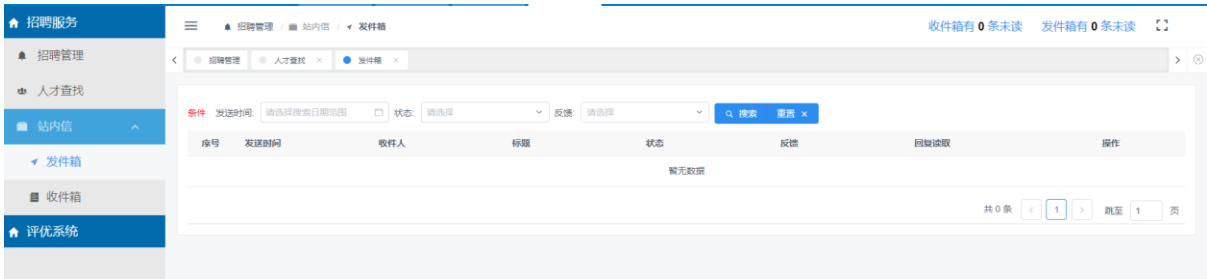 招聘服务
招聘管理
人才查找
站内信
发件箱
收件箱
评优系统
招聘管理 / 站内信 / 发件箱
收件箱有 0 条未读 发件箱有 0 条未读
招聘管理 人才查找 × 发件箱 ×
条件 发送时间: 请选择搜索日期范围 状态: 请选择 反馈: 请选择 搜索 重置 ×
序号 发送时间 收件人 标题 状态 反馈 回复读取 操作
暂无数据
共 0 条 < 1 > 跳至 1 页